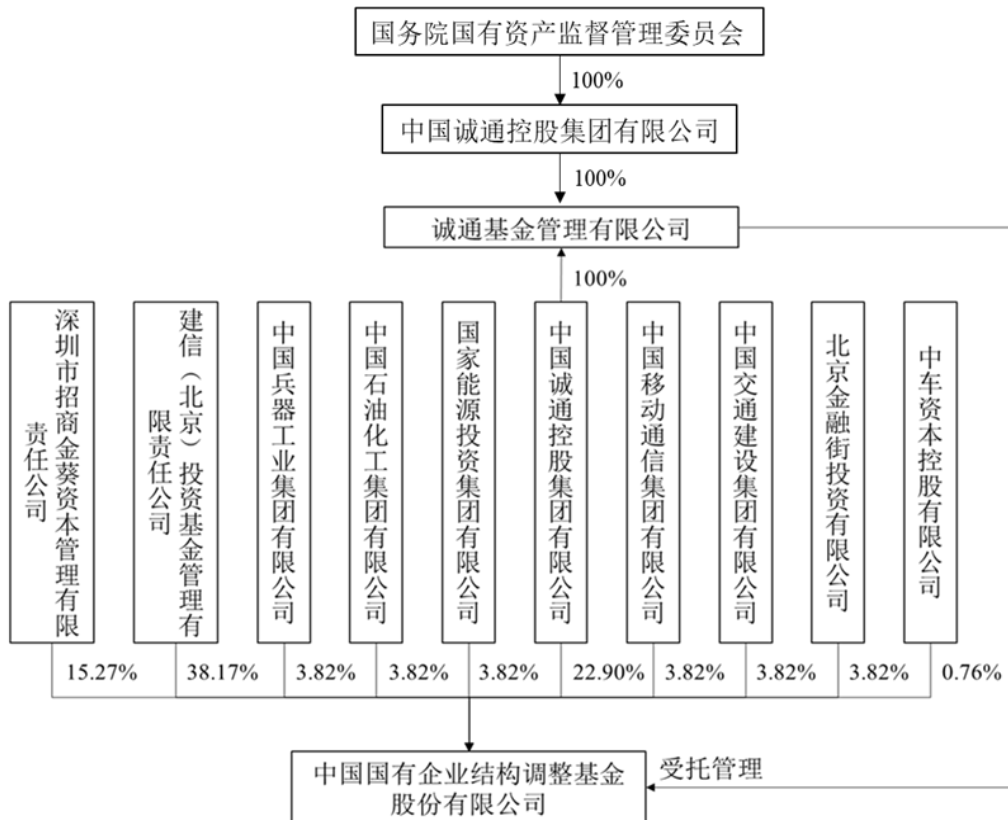 国务院国有资产监督管理委员会
100%
中国诚通控股集团有限公司
100%
诚通基金管理有限公司
100%
深圳市招商金葵资本管理有限
责任公司
建信（北京）投资基金管理有
限责任公司
中国兵器工业集团有限公司
中国石油化工集团有限公司
国家能源投资集团有限公司
中国诚通控股集团有限公司
中国移动通信集团有限公司
中国交通建设集团有限公司
北京金融街投资有限公司
中车资本控股有限公司
15.27%
38.17%
3.82%
3.82%
3.82%
22.90%
3.82%
3.82%
3.82%
0.76%
中国国有企业结构调整基金
股份有限公司
受托管理